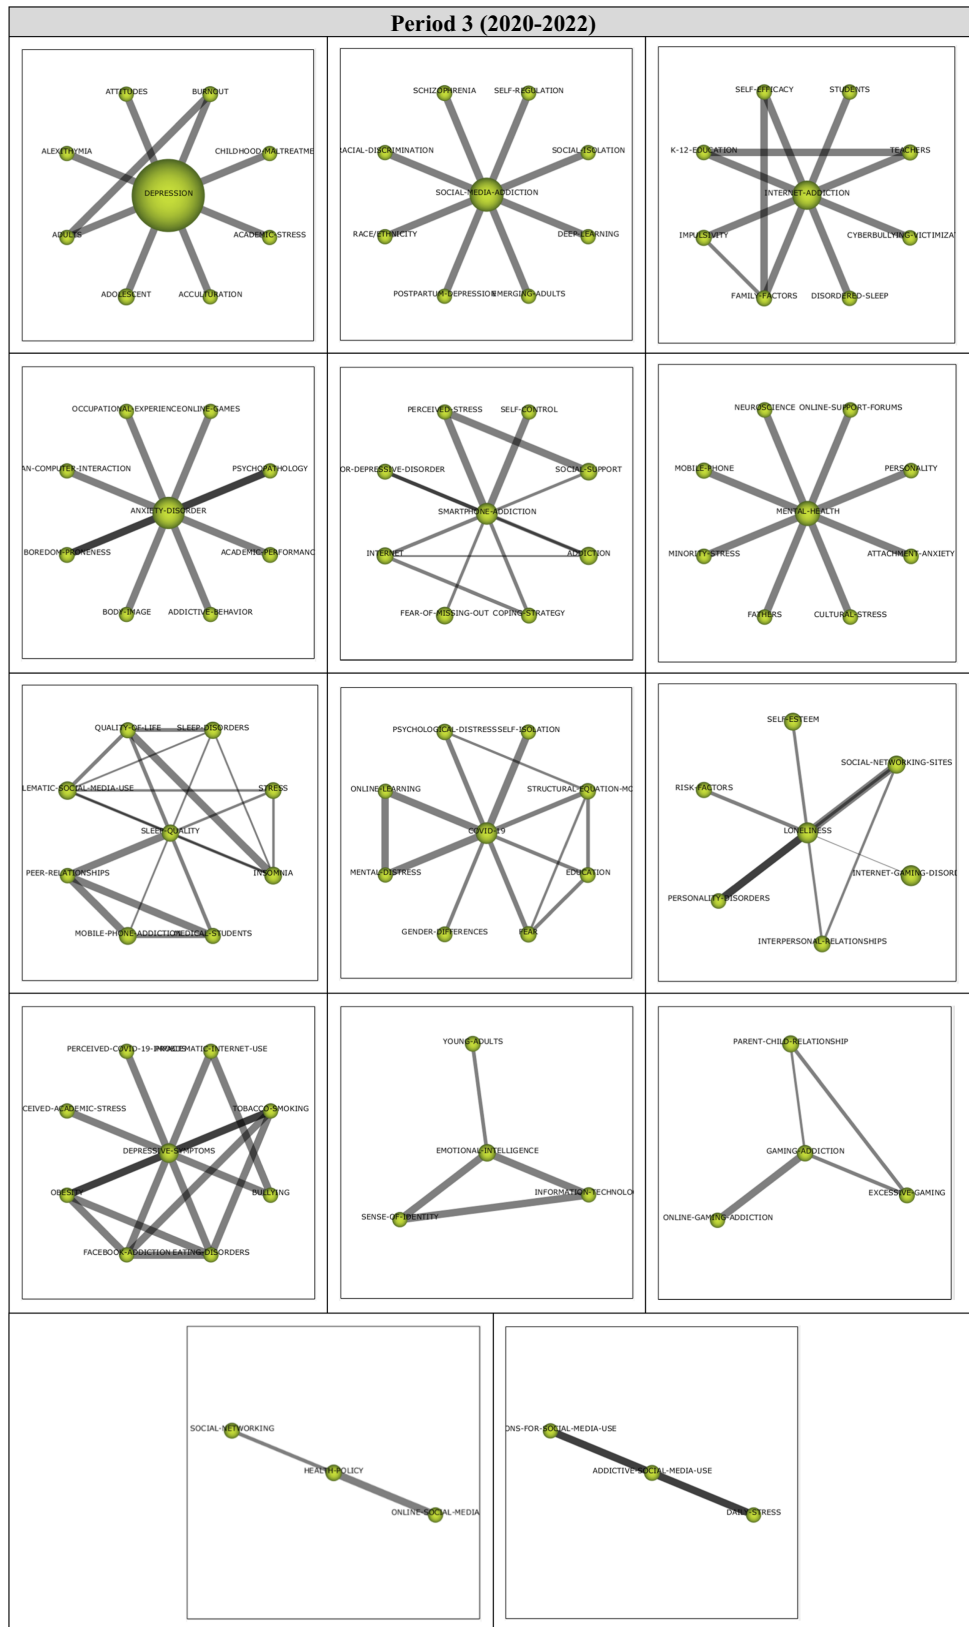 Period 3 (2020-2022)
ATTITUDES BURNOUT
ALEXITHYMIA CHILDHOOD-MALTREATME
DEPRESSION
ADULTS ACADEMIC-STRESS
ADOLESCENT ACCULTURATION
SCHIZOPHRENIA SELF-REGULATION
RACIAL-DISCRIMINATION SOCIAL-ISOLATION
SOCIAL-MEDIA-ADDICTION
RACE/ETHNICITY DEEP-LEARNING
POSTPARTUM-DEPRESSION EMERGING-ADULTS
SELF-EFFICACY STUDENTS
K-12-EDUCATION TEACHERS
INTERNET-ADDICTION
IMPULSIVITY CYBERBULLYING-VICTIMIZAT
FAMILY-FACTORS DISORDERED-SLEEP
OCCUPATIONAL-EXPERIENCE ONLINE-GAMES
AN-COMPUTER-INTERACTION PSYCHOPATHOLOGY
ANXIETY-DISORDER
BOREDOM-PRONENESS ACADEMIC-PERFORMANC
BODY-IMAGE ADDICTIVE-BEHAVIOR
PERCEIVED-STRESS SELF-CONTROL
OR-DEPRESSIVE-DISORDER SOCIAL-SUPPORT
SMARTPHONE-ADDICTION
INTERNET ADDICTION
FEAR-OF-MISSING-OUT COPING-STRATEGY
NEUROSCIENCE ONLINE-SUPPORT-FORUMS
MOBILE-PHONE PERSONALITY
MENTAL-HEALTH
MINORITY-STRESS ATTACHMENT-ANXIETY
FATHERS CULTURAL-STRESS
QUALITY-OF-LIFE SLEEP-DISORDERS
LEMATIC-SOCIAL-MEDIA-USE STRESS
SLEEP-QUALITY
PEER-RELATIONSHIPS INSOMNIA
MOBILE-PHONE-ADDICTION MEDICAL-STUDENTS
PSYCHOLOGICAL-DISTRESS SELF-ISOLATION
ONLINE-LEARNING STRUCTURAL-EQUATION-MO
COVID-19
MENTAL-DISTRESS EDUCATION
GENDER-DIFFERENCES FEAR
SELF-ESTEEM
SOCIAL-NETWORKING-SITES
RISK-FACTORS
LONELINESS
INTERNET-GAMING-DISORI
PERSONALITY-DISORDERS
INTERPERSONAL-RELATIONSHIPS
PERCEIVED-COVID-19- PROBLEMATIC-INTERNET-USE
CEIVED-ACADEMIC-STRESS TOBACCO-SMOKING
DEPRESSIVE-SYMPTOMS
OBESITY BULLYING
FACEBOOK-ADDICTION EATING-DISORDERS
YOUNG-ADULTS
EMOTIONAL-INTELLIGENCE
INFORMATION-TECHNOLO
SENSE-OF-IDENTITY
PARENT-CHILD-RELATIONSHIP
GAMING-ADDICTION
EXCESSIVE-GAMING
ONLINE-GAMING-ADDICTION
SOCIAL-NETWORKING
HEALTH-POLICY
ONLINE-SOCIAL-MEDIA
ONS-FOR-SOCIAL-MEDIA-USE
ADDICTIVE-SOCIAL-MEDIA-USE
DAILY-STRESS